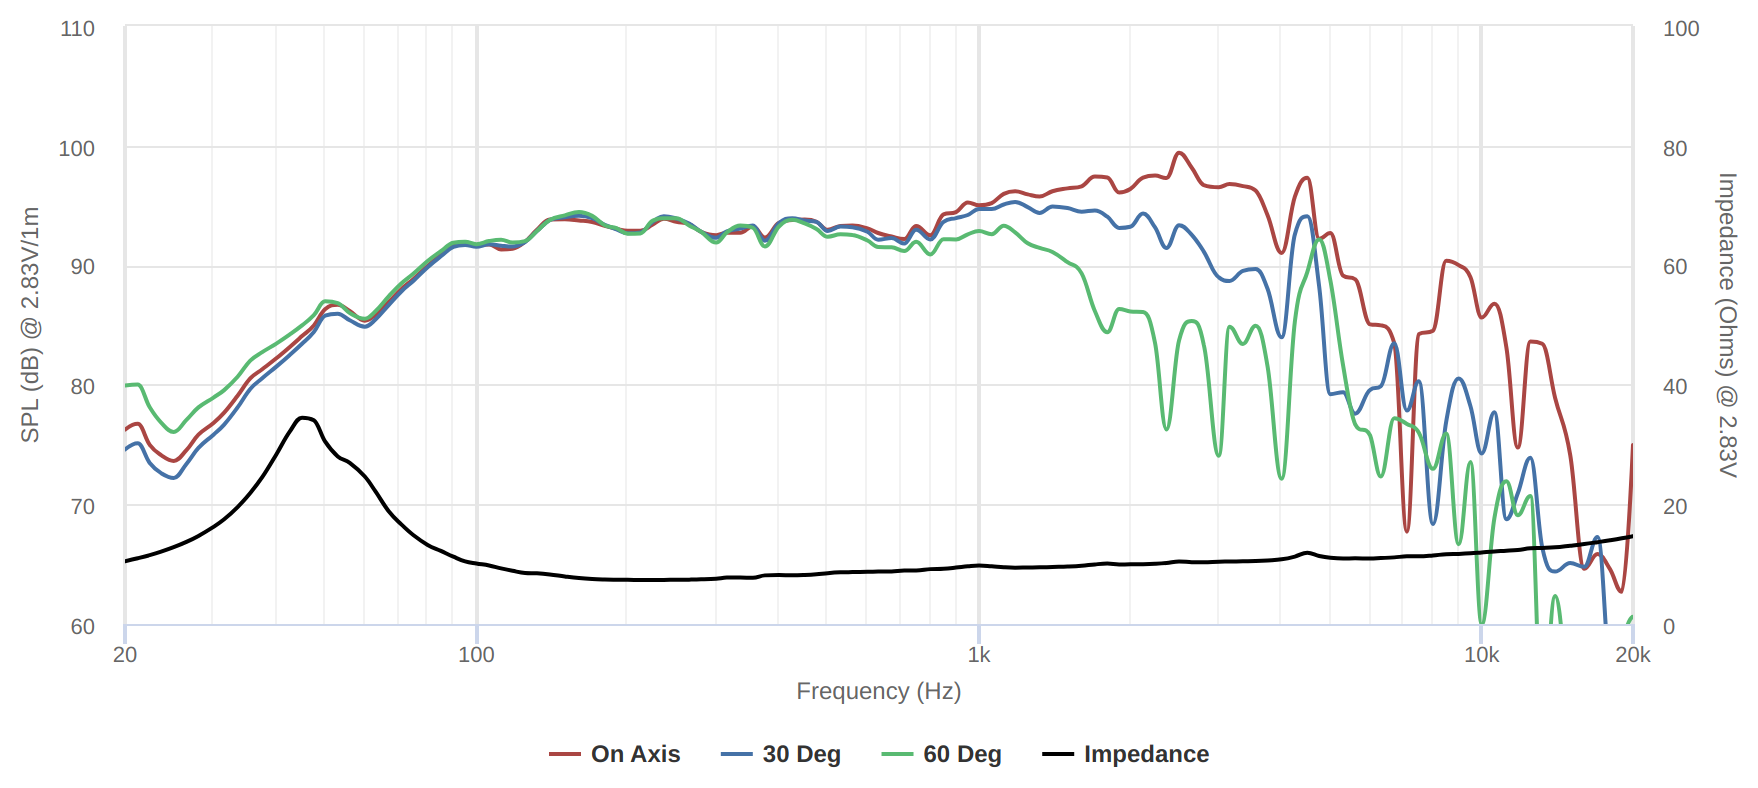 110
100
90
80
70
60
SPL (dB) @ 2.83V/1m
100
80
60
40
20
0
Impedance (Ohms) @ 2.83V
20
100
1k
10k
20k
Frequency (Hz)
On Axis
30 Deg
60 Deg
Impedance